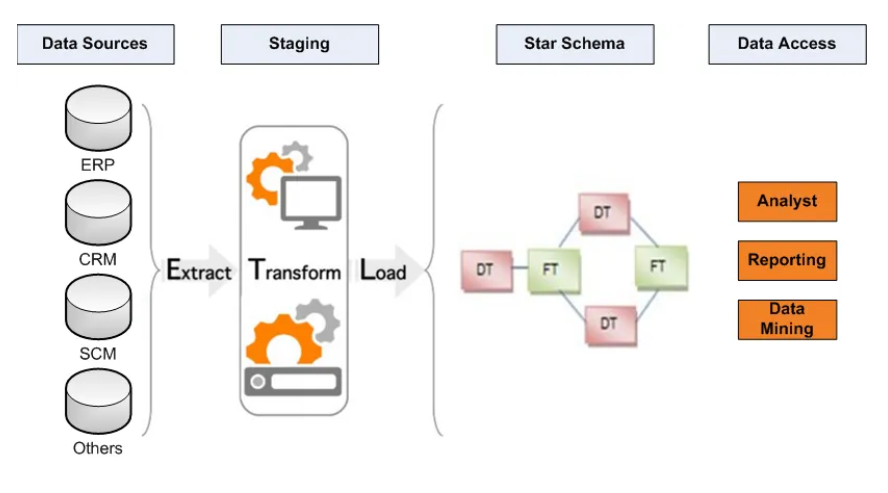 Data Sources
Staging
Star Schema
Data Access
ERP
CRM
SCM
Others
Extract
Transform
Load
DT
DT
FT
FT
DT
Analyst
Reporting
Data
Mining